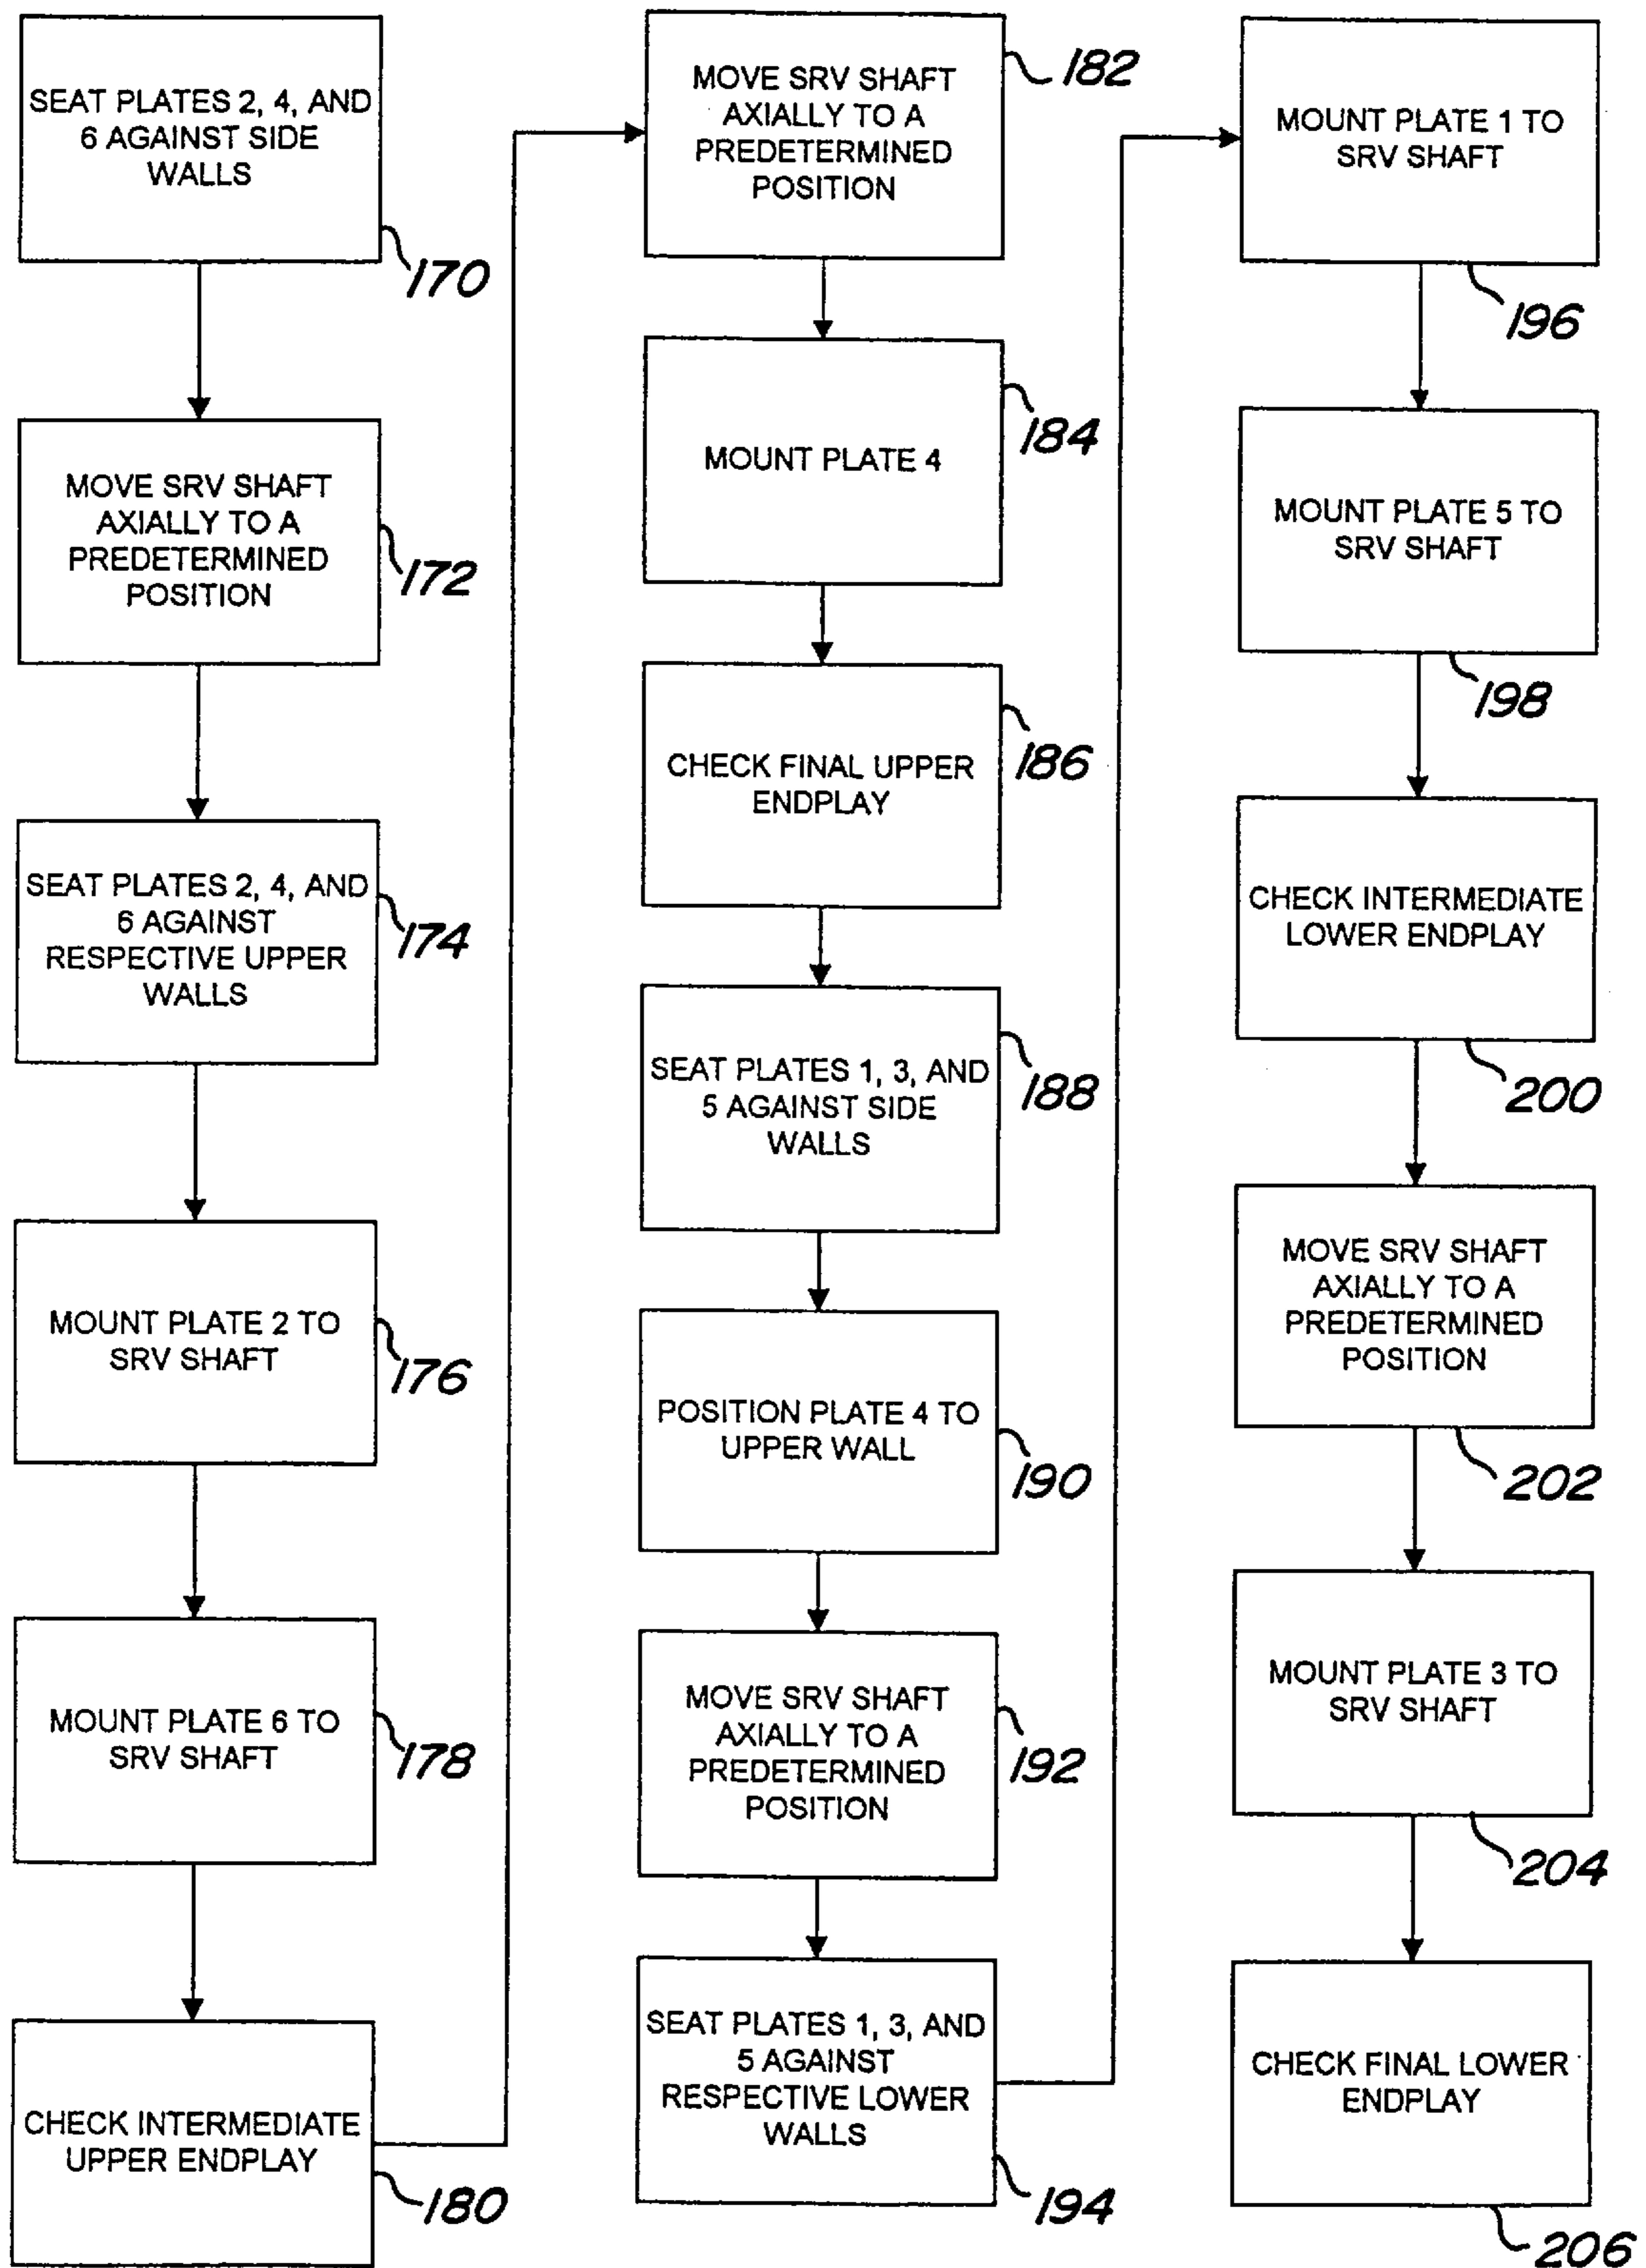 SEAT PLATES 2, 4, AND
6 AGAINST SIDE
WALLS
170
MOVE SRV SHAFT
AXIALLY TO A
PREDETERMINED
POSITION
172
SEAT PLATES 2, 4, AND
6 AGAINST
RESPECTIVE UPPER
WALLS
174
MOUNT PLATE 2 TO
SRV SHAFT
176
MOUNT PLATE 6 TO
SRV SHAFT
178
CHECK INTERMEDIATE
UPPER ENDPLAY
180
MOVE SRV SHAFT
AXIALLY TO A
PREDETERMINED
POSITION
182
MOUNT PLATE 4
184
CHECK FINAL UPPER
ENDPLAY
186
SEAT PLATES 1, 3, AND
5 AGAINST SIDE
WALLS
188
POSITION PLATE 4 TO
UPPER WALL
190
MOVE SRV SHAFT
AXIALLY TO A
PREDETERMINED
POSITION
192
SEAT PLATES 1, 3, AND
5 AGAINST
RESPECTIVE LOWER
WALLS
194
MOUNT PLATE 1 TO
SRV SHAFT
196
MOUNT PLATE 5 TO
SRV SHAFT
198
CHECK INTERMEDIATE
LOWER ENDPLAY
200
MOVE SRV SHAFT
AXIALLY TO A
PREDETERMINED
POSITION
202
MOUNT PLATE 3 TO
SRV SHAFT
204
CHECK FINAL LOWER
ENDPLAY
206